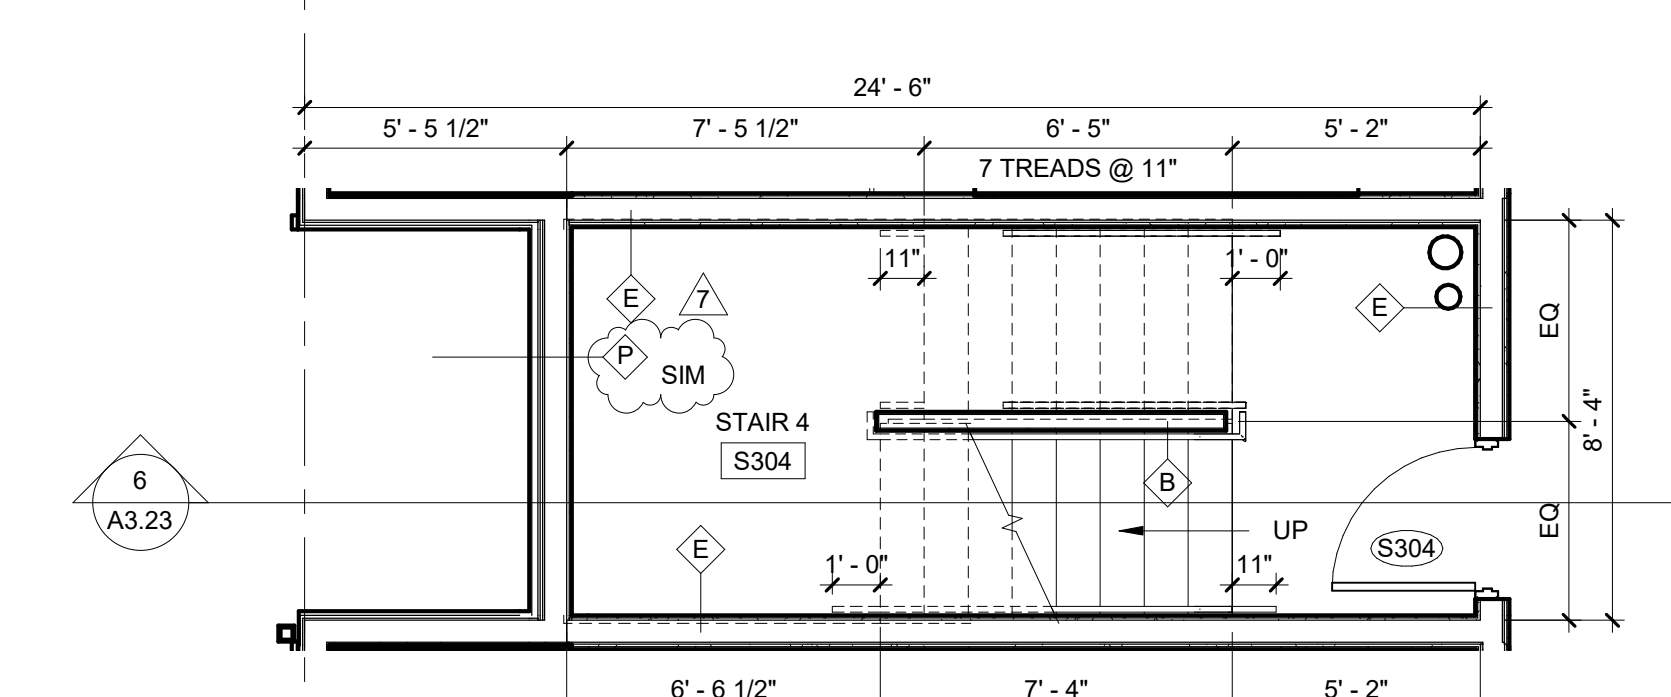 24' - 6"
5' - 5 1/2"
7' - 5 1/2"
6' - 5"
5' - 2"
7 TREADS @ 11"
11"
1' - 0"
E
7
E
EQ
P
SIM
STAIR 4
8' - 4"
S304
6
B
A3.23
UP
EQ
E
S304
1' - 0"
11"
6' - 6 1/2"
7' - 4"
5' - 2"